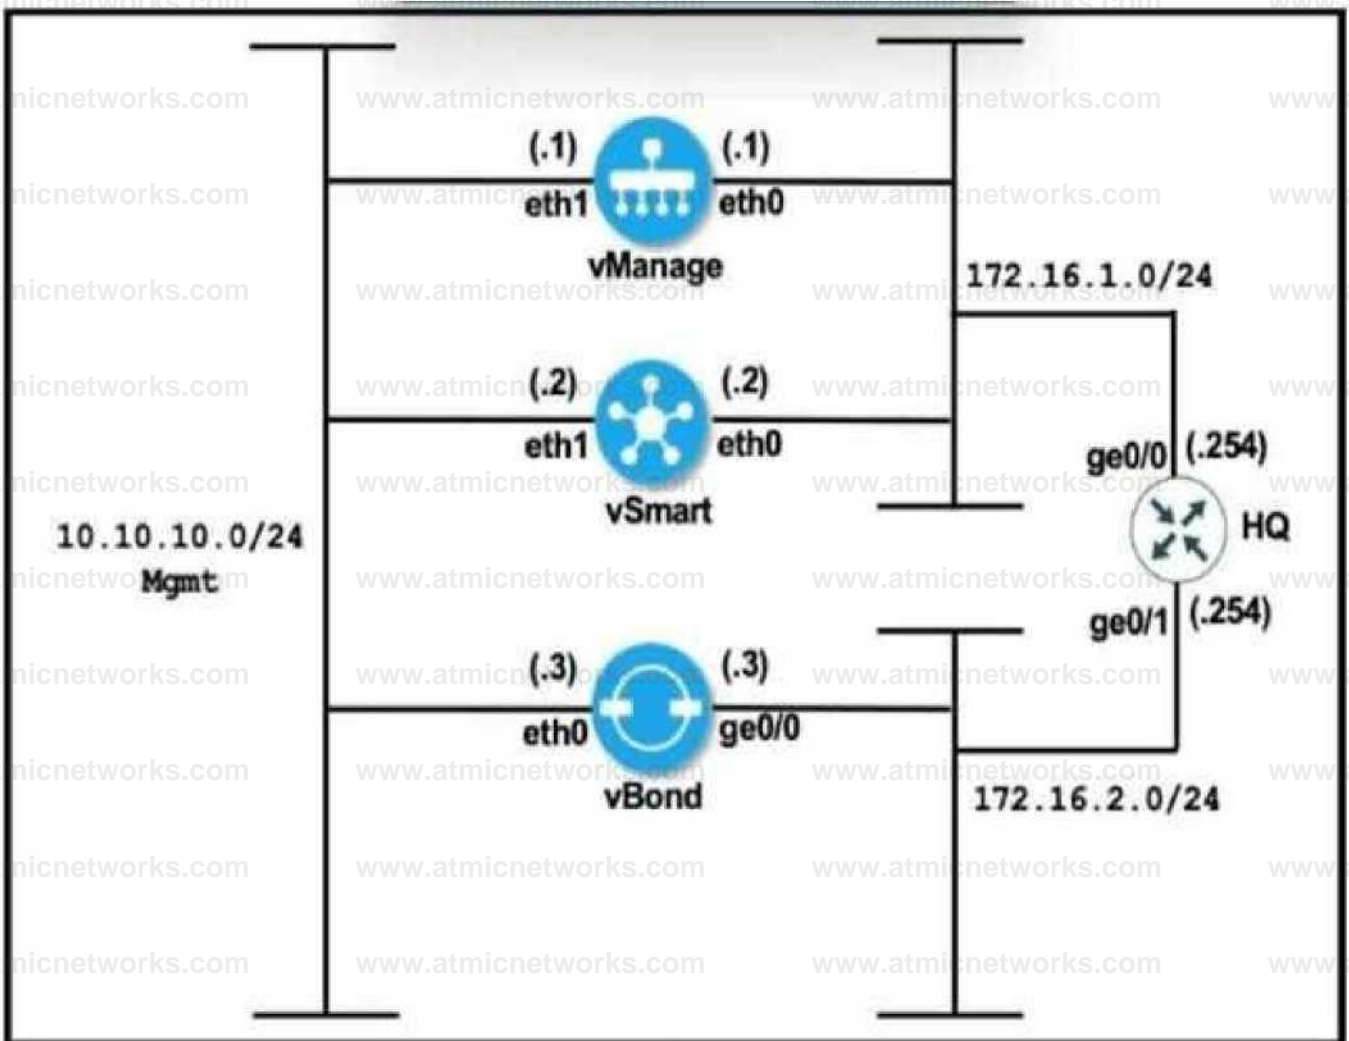 (.1)
(.1)
eth1
eth0
vManage
172.16.1.0/24
(.2)
(.2)
eth1
eth0
vSmart
ge0/0
(.254)
HQ
10.10.10.0/24
Mgmt
ge0/1
(.254)
(.3)
(.3)
eth0
ge0/0
vBond
172.16.2.0/24
www.atmicnetworks.com